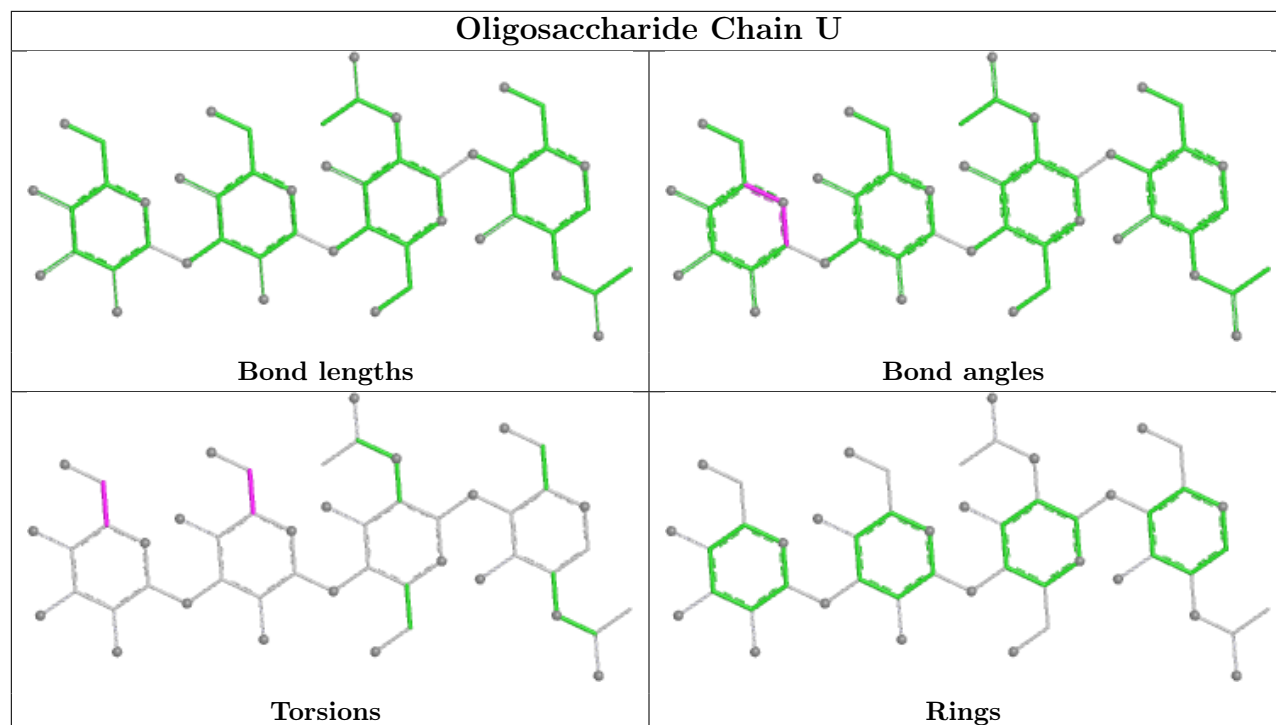 Oligosaccharide Chain U
Bond lengths
Bond angles
Torsions
Rings